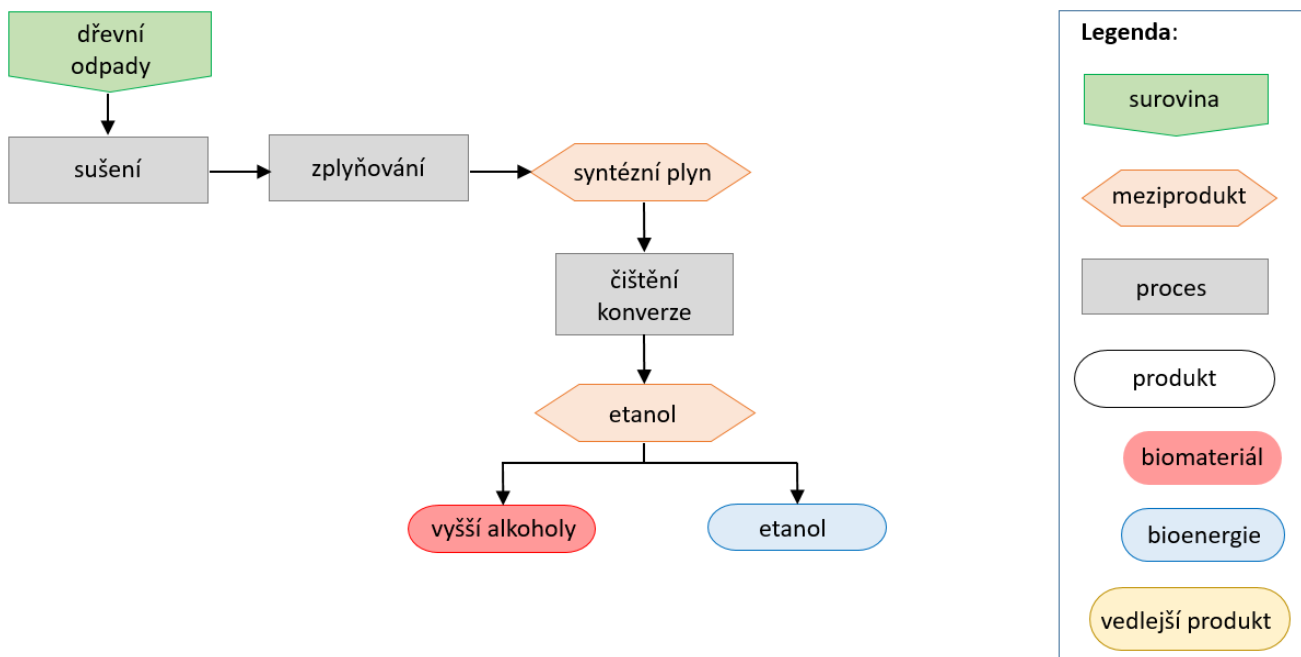 dřevní
odpady
sušení
zplyňování
syntézní plyn
čištění
konverze
etanol
vyšší alkoholy
etanol
Legenda:
surovina
meziprodukt
proces
produkt
biomateriál
bioenergie
vedlejší produkt